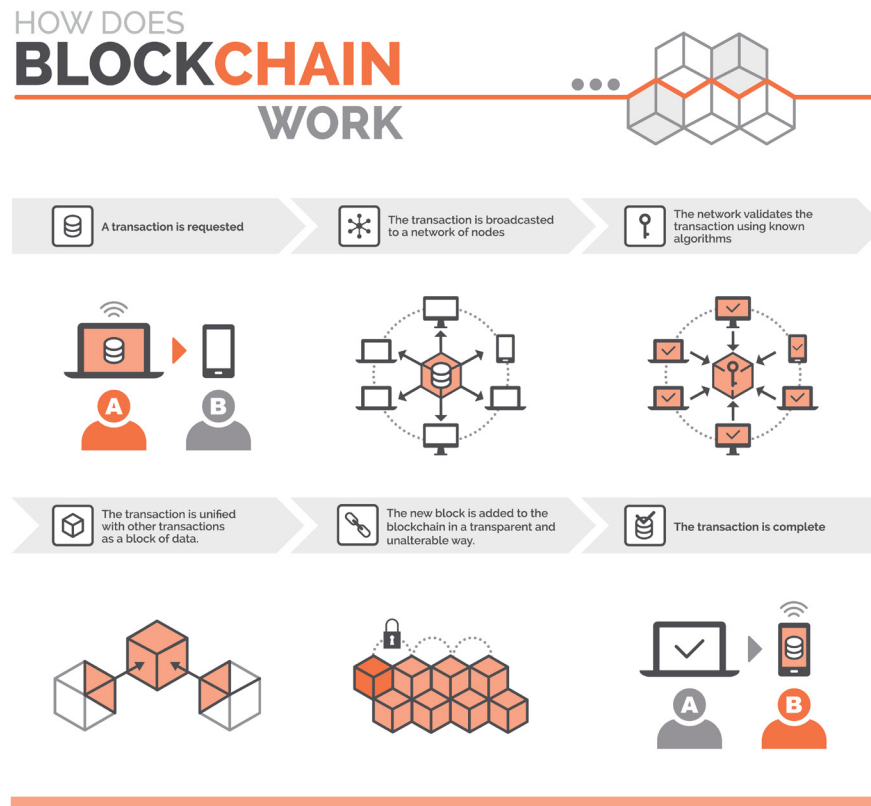 HOW DOES
BLOCKCHAIN
WORK
A transaction is requested
The transaction is broadcasted
to a network of nodes
The network validates the
transaction using known
algorithms
A
B
The transaction is unified
with other transactions
as a block of data.
The new block is added to the
blockchain in a transparent and
unalterable way.
The transaction is complete
A
B